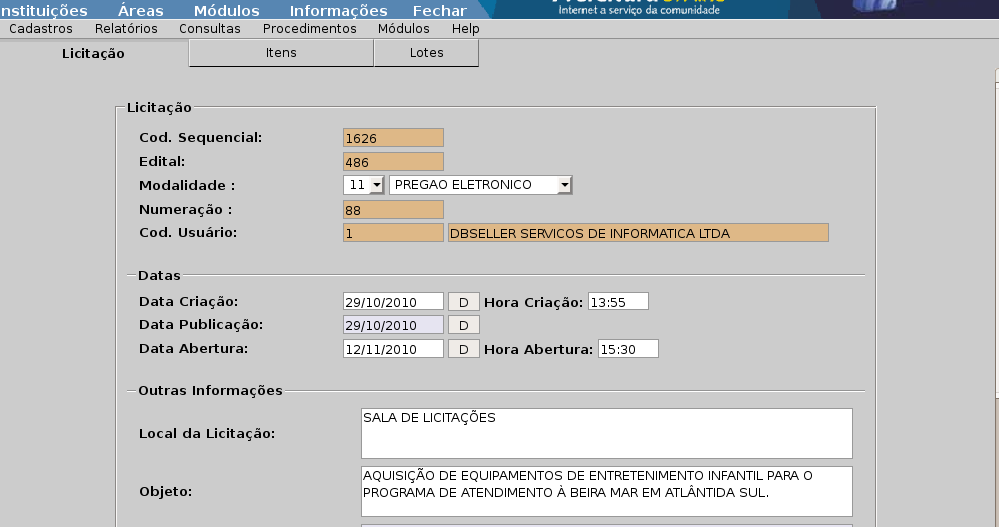 Áreas Módulos Informações Fechar
Internet a serviço da comunidade
Cadastros Relatórios Consultas Procedimentos Módulos Help
Licitação Itens Lotes
Licitação
Cod. Sequencial: 1626
Edital: 486
Modalidade : 11 PREGAO ELETRONICO
Numeração : 88
Cod. Usuário: 1 DBSELLER SERVICOS DE INFORMATICA LTDA
Datas
Data Criação: 29/10/2010 D Hora Criação: 13:55
Data Publicação: 29/10/2010 D
Data Abertura: 12/11/2010 D Hora Abertura: 15:30
Outras Informações
Local da Licitação: SALA DE LICITAÇÕES
Objeto: AQUISIÇÃO DE EQUIPAMENTOS DE ENTRETENIMENTO INFANTIL PARA O
PROGRAMA DE ATENDIMENTO À BEIRA MAR EM ATLÂNTIDA SUL.